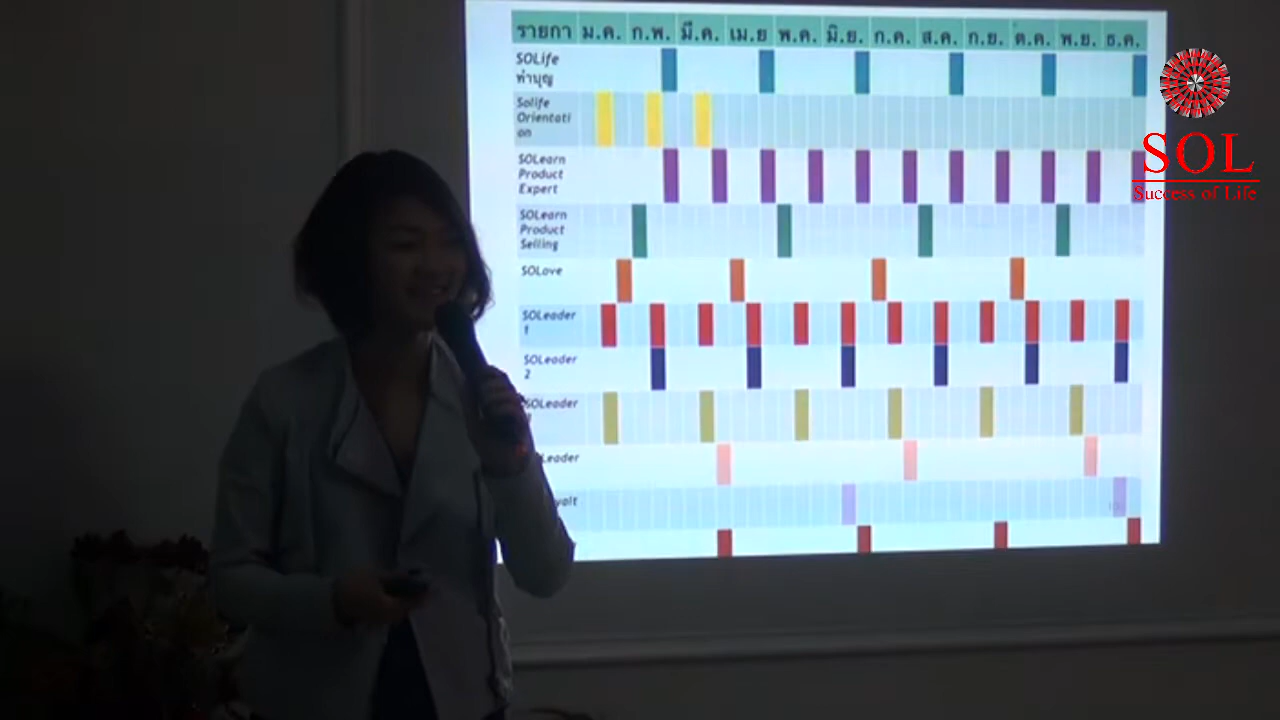 รายกา ม.ค. ก.พ. มี.ค. เม.ย พ.ค. มิ.ย. ก.ค. ส.ค. ก.ย. ต.ค. พ.ย. ธ.ค.
SOLife
ทำบุญ
Solife
Orientati
on
SOLearn
Product
Expert
SOLearn
Product
Selling
SOLove
SOLeader
1
SOLeader
2
SOLeader
Leader
volt
SOL
Success of Life